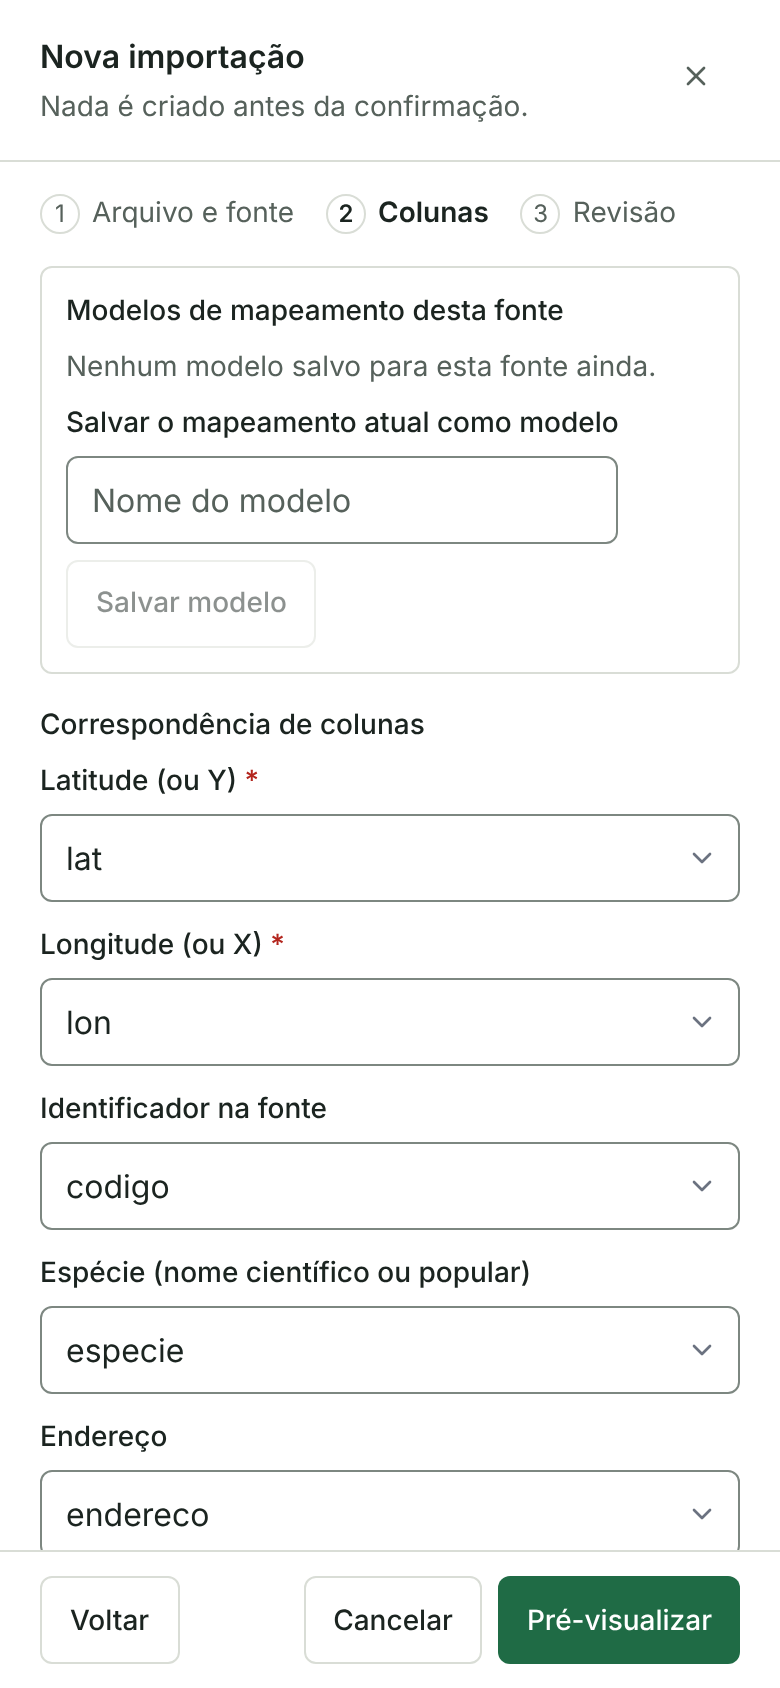 Nova importação
Nada é criado antes da confirmação.
1 Arquivo e fonte 2 Colunas 3 Revisão
Modelos de mapeamento desta fonte
Nenhum modelo salvo para esta fonte ainda.
Salvar o mapeamento atual como modelo
Nome do modelo
Salvar modelo
Correspondência de colunas
Latitude (ou Y) *
lat
Longitude (ou X) *
lon
Identificador na fonte
codigo
Espécie (nome científico ou popular)
especie
Endereço
endereco
Voltar Cancelar Pré-visualizar